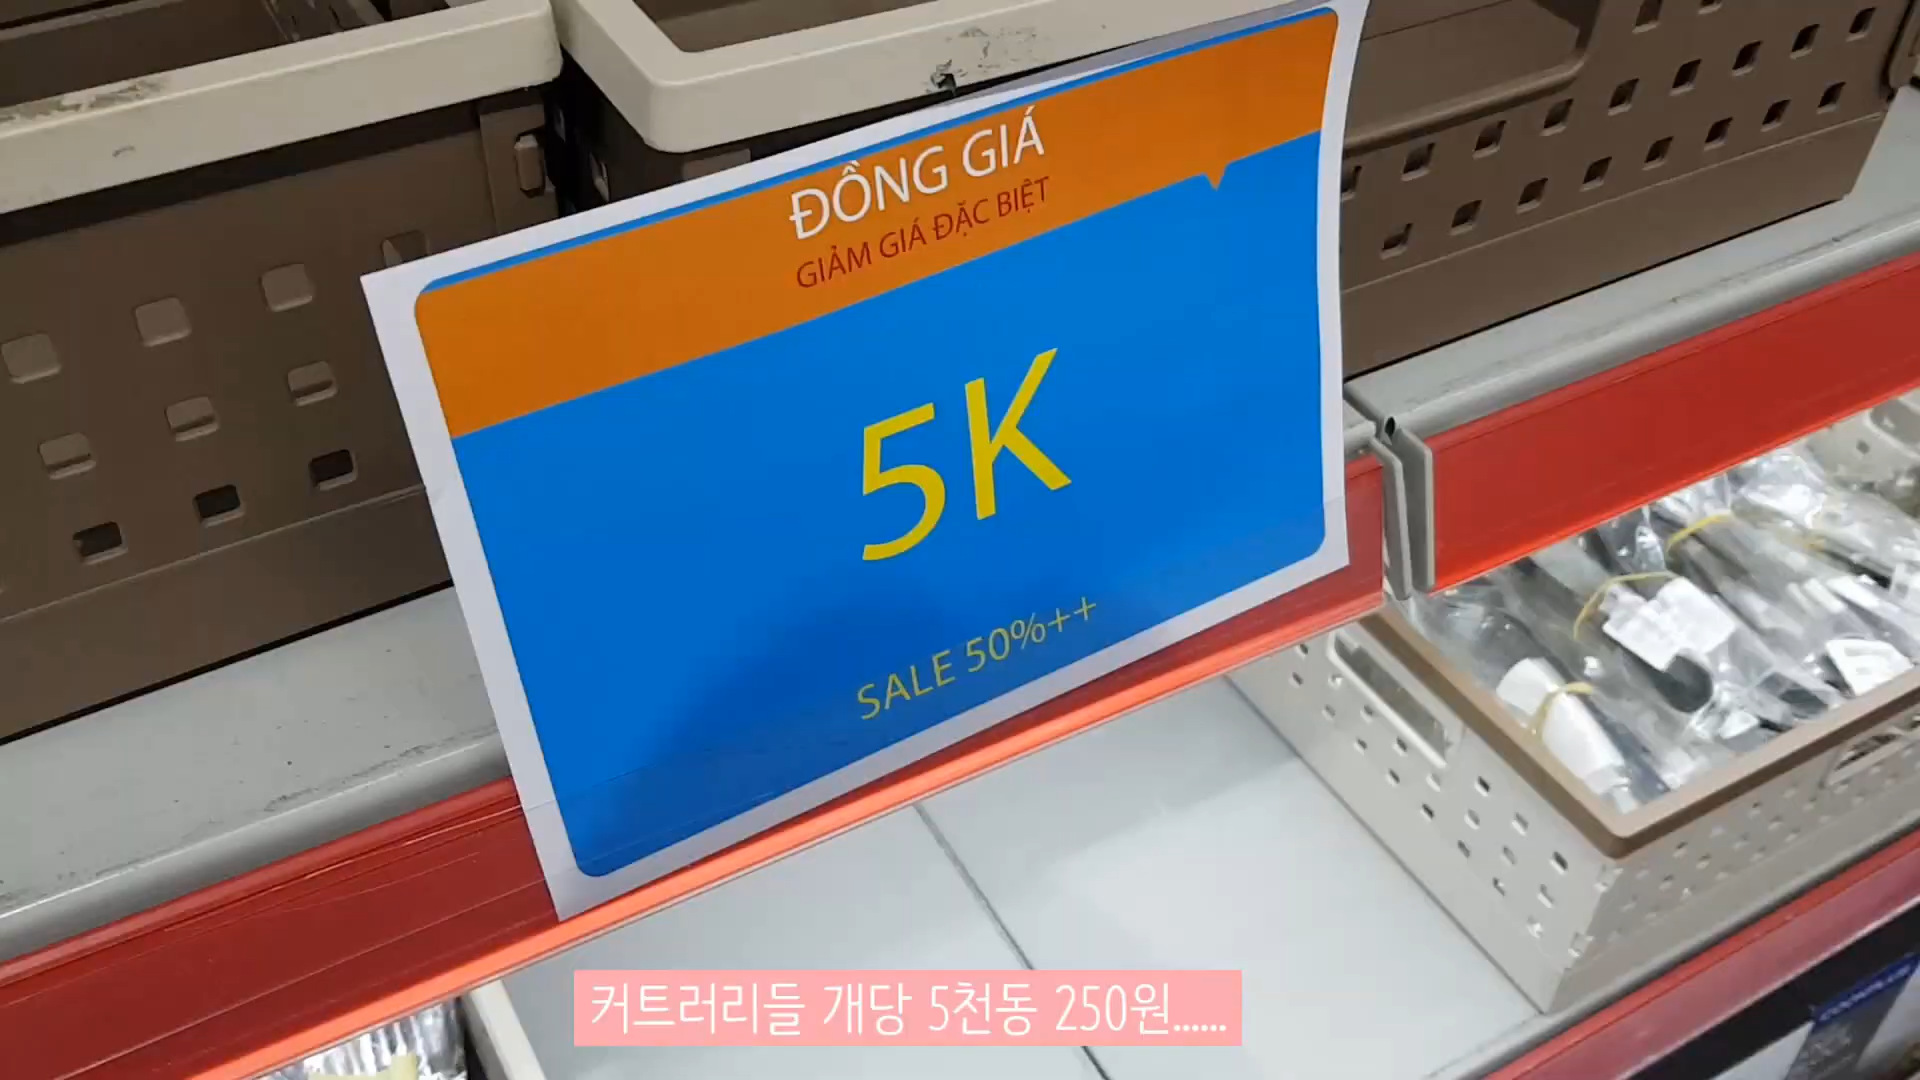 ĐỒNG GIÁ
GIẢM GIÁ ĐẶC BIỆT
5K
SALE 50%++
커트러리들 개당 5천동 250원......